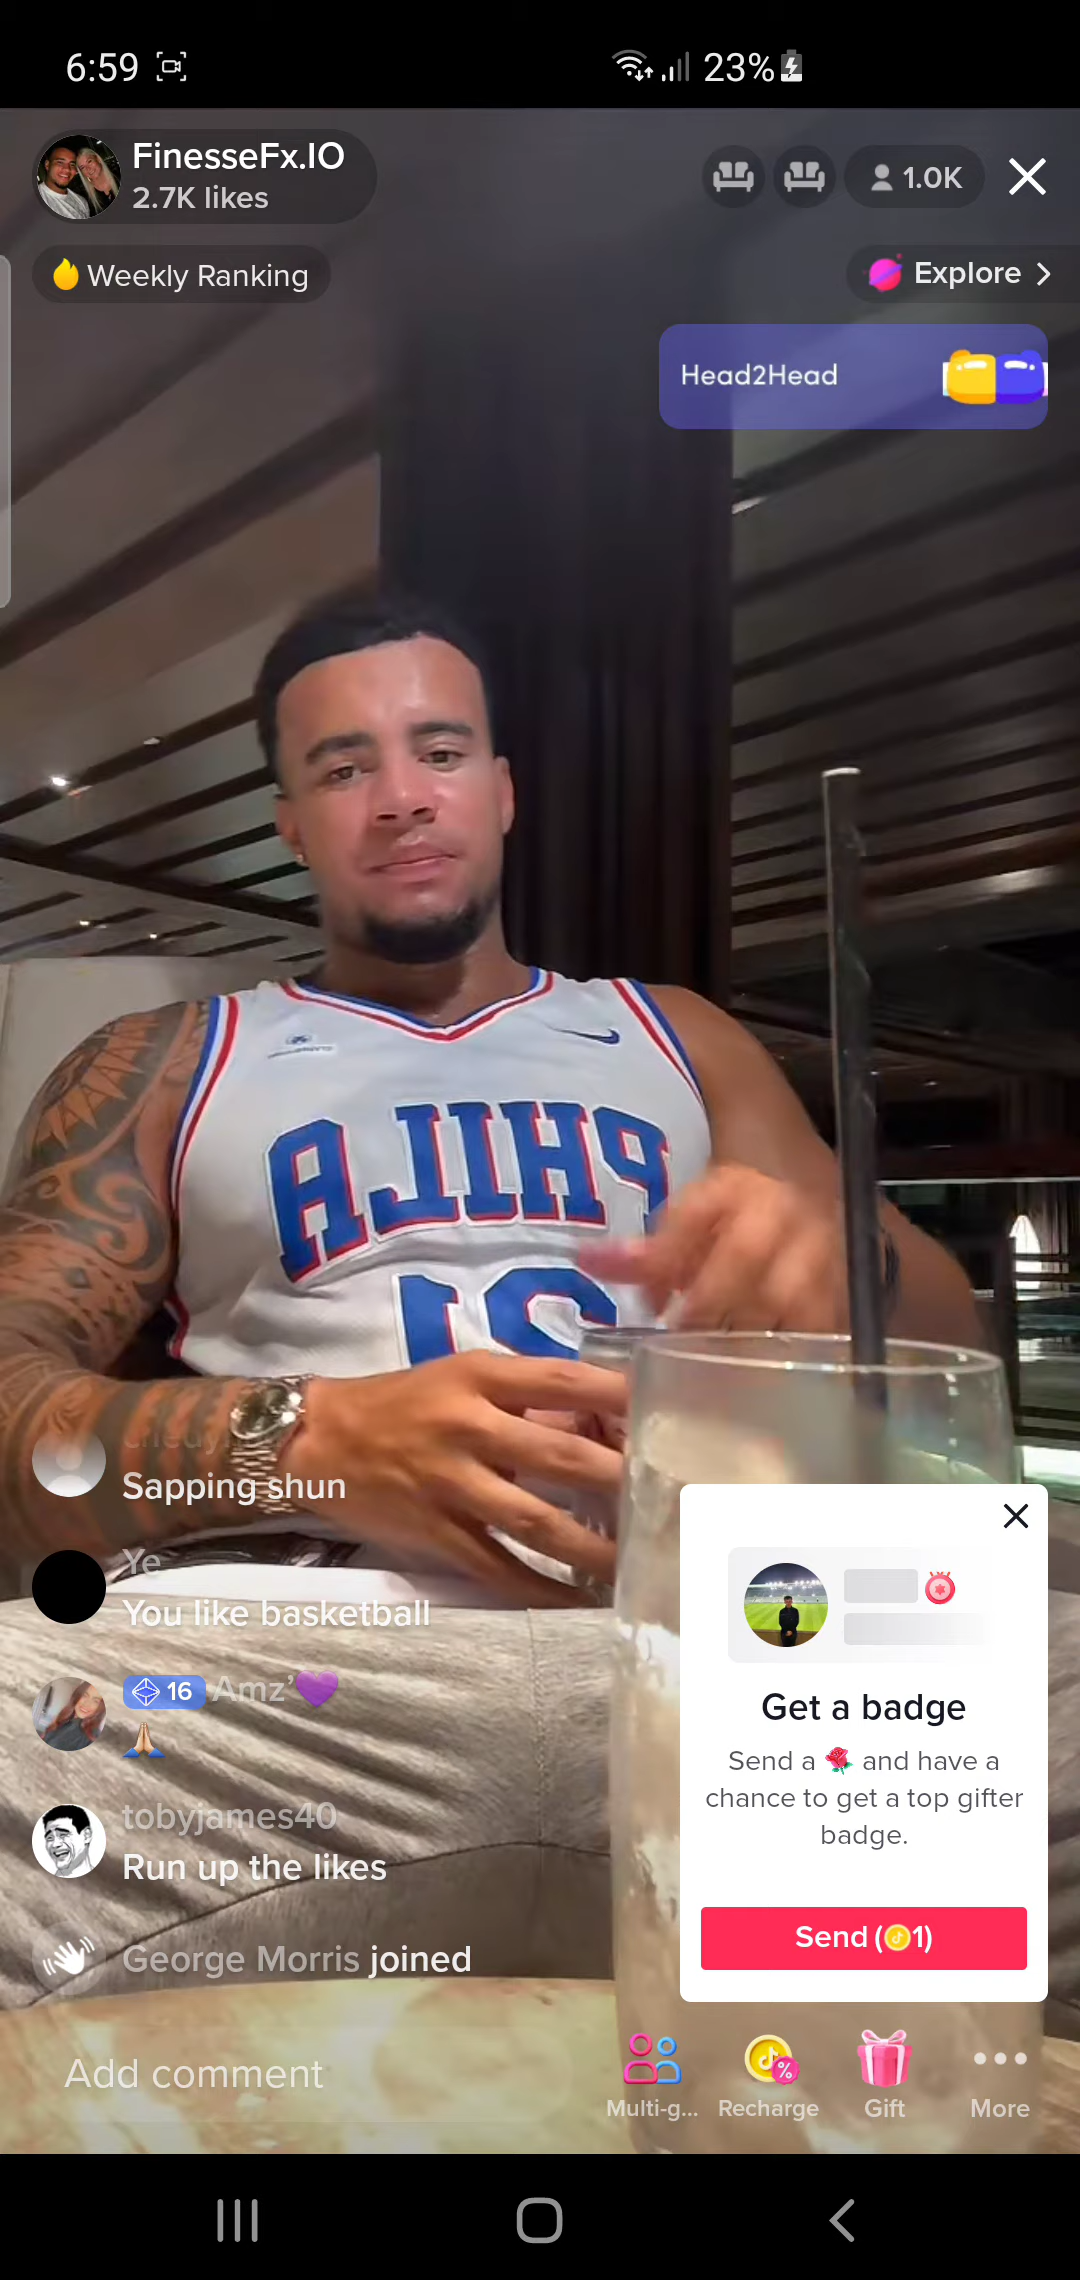 6:59
23%
FinesseFx.IO
2.7K likes
1.0K
Weekly Ranking
Explore
Head2Head
PHILA
21
Sapping shun
Ye
You like basketball
16 Amz'💜
🙏🏼
tobyjames40
Run up the likes
George Morris joined
Get a badge
Send a 🌹 and have a
chance to get a top gifter
badge.
Send (1)
Add comment
Multi-g...
Recharge
Gift
More